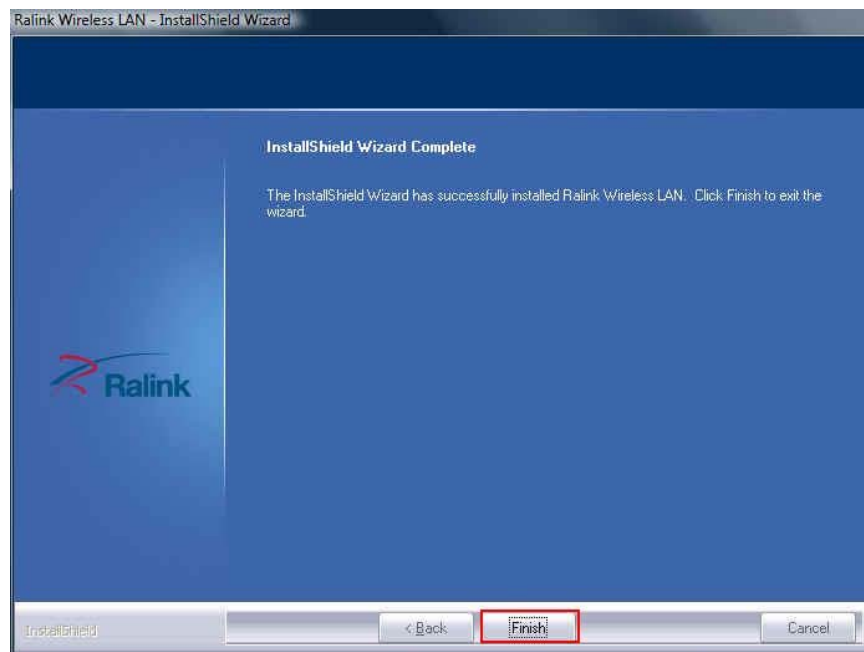 Ralink Wireless LAN - InstallShield Wizard
InstallShield Wizard Complete
The InstallShield Wizard has successfully installed Ralink Wireless LAN. Click Finish to exit the
wizard.
Ralink
InstallShield
< Back
Finish
Cancel